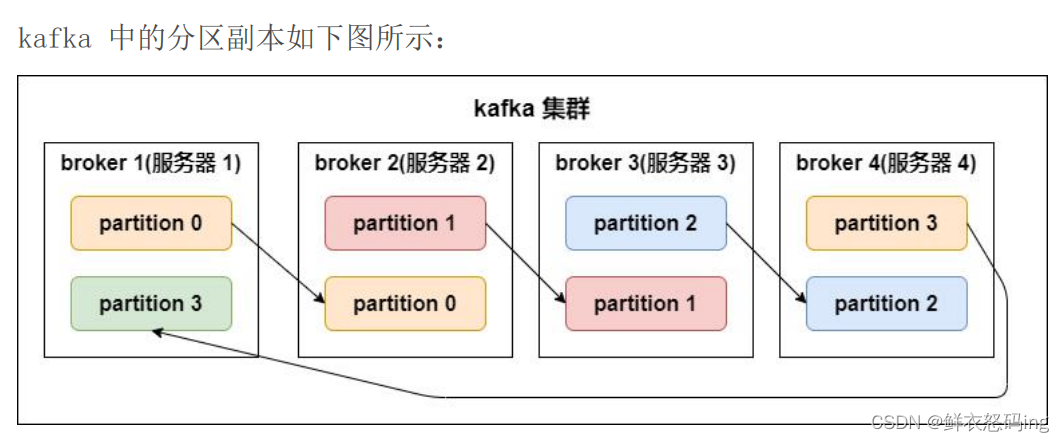 kafka 中的分区副本如下图所示:
kafka 集群
broker 1(服务器 1)
partition 0
partition 3
broker 2(服务器 2)
partition 1
partition 0
broker 3(服务器 3)
partition 2
partition 1
broker 4(服务器 4)
partition 3
partition 2
CSDN @鲜衣怒码ing